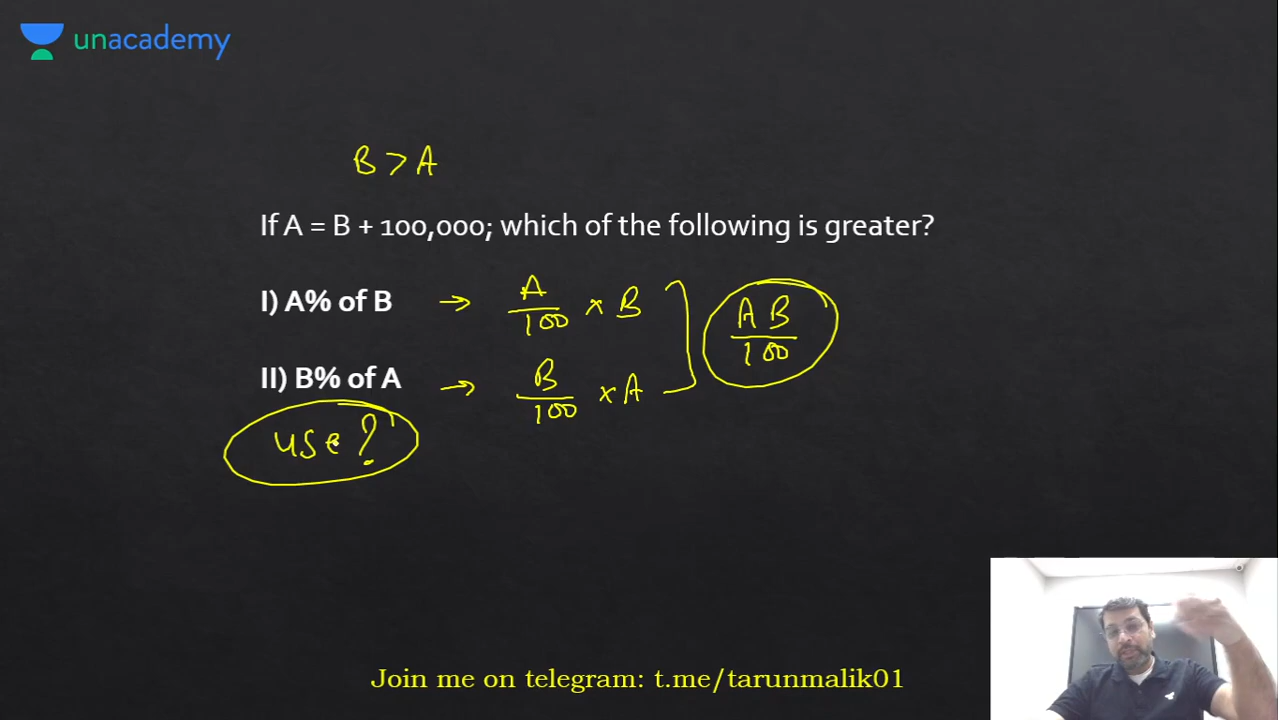 unacademy
B > A
If A = B + 100,000; which of the following is greater?
I) A% of B → A/100 × B
AB/100
II) B% of A → B/100 × A
use?
Join me on telegram: t.me/tarunmalik01